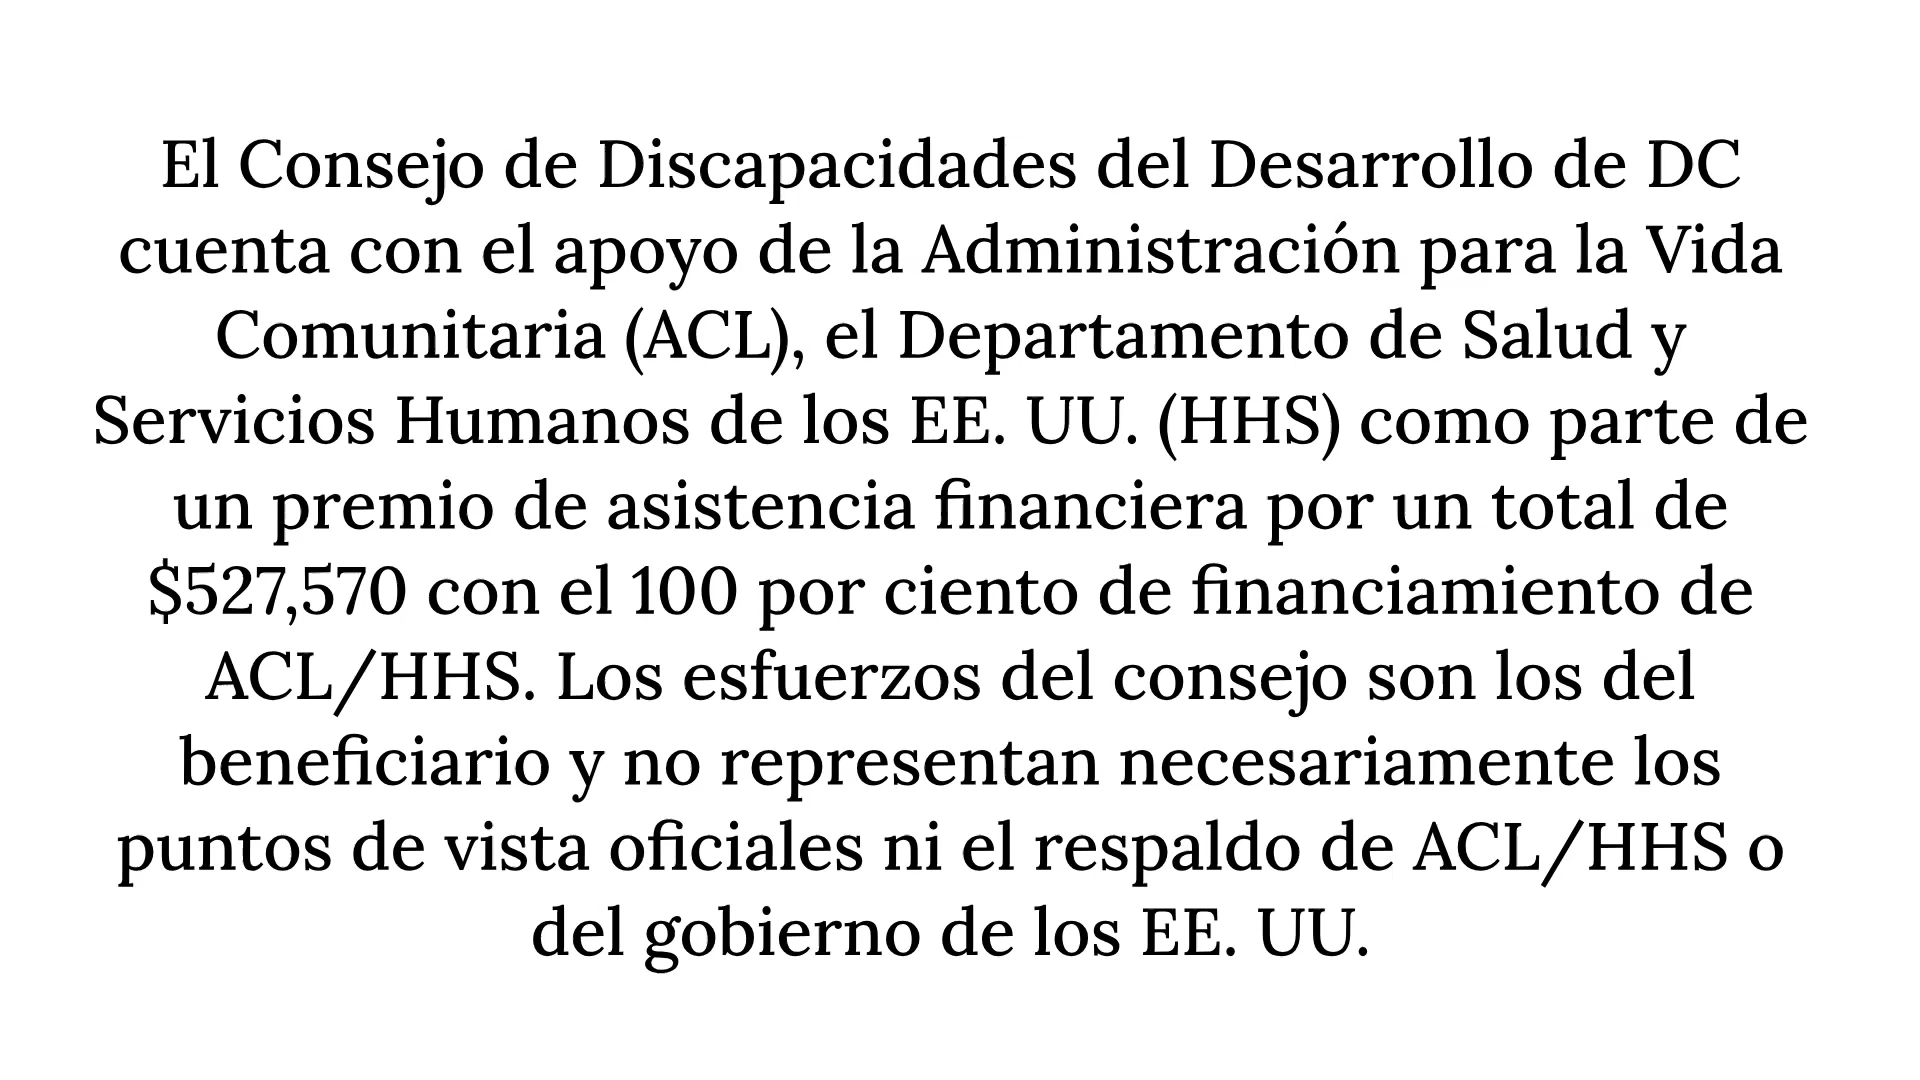 El Consejo de Discapacidades del Desarrollo de DC
cuenta con el apoyo de la Administración para la Vida
Comunitaria (ACL), el Departamento de Salud y
Servicios Humanos de los EE. UU. (HHS) como parte de
un premio de asistencia financiera por un total de
$527,570 con el 100 por ciento de financiamiento de
ACL/HHS. Los esfuerzos del consejo son los del
beneficiario y no representan necesariamente los
puntos de vista oficiales ni el respaldo de ACL/HHS o
del gobierno de los EE. UU.